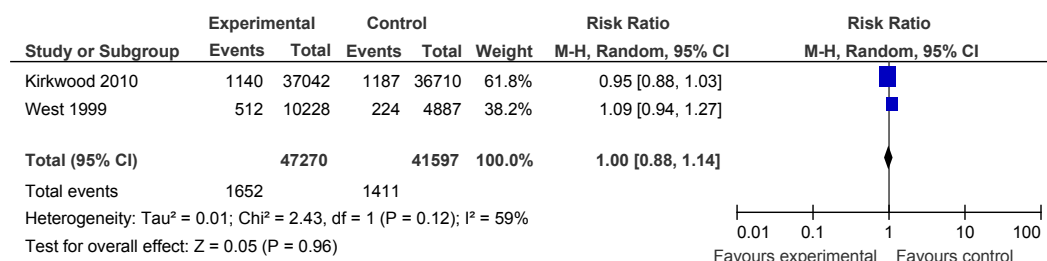 Experimental Control Risk Ratio Risk Ratio
Study or Subgroup Events Total Events Total Weight M-H, Random, 95% CI M-H, Random, 95% CI
Kirkwood 2010 1140 37042 1187 36710 61.8% 0.95 [0.88, 1.03]
West 1999 512 10228 224 4887 38.2% 1.09 [0.94, 1.27]
Total (95% CI) 47270 41597 100.0% 1.00 [0.88, 1.14]
Total events 1652 1411
Heterogeneity: Tau² = 0.01; Chi² = 2.43, df = 1 (P = 0.12); I² = 59%
Test for overall effect: Z = 0.05 (P = 0.96)
0.01 0.1 1 10 100
Favours experimental Favours control